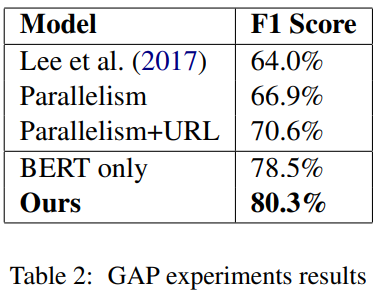 Model F1 Score
Lee et al. (2017) 64.0%
Parallelism 66.9%
Parallelism+URL 70.6%
BERT only 78.5%
Ours 80.3%
Table 2: GAP experiments results